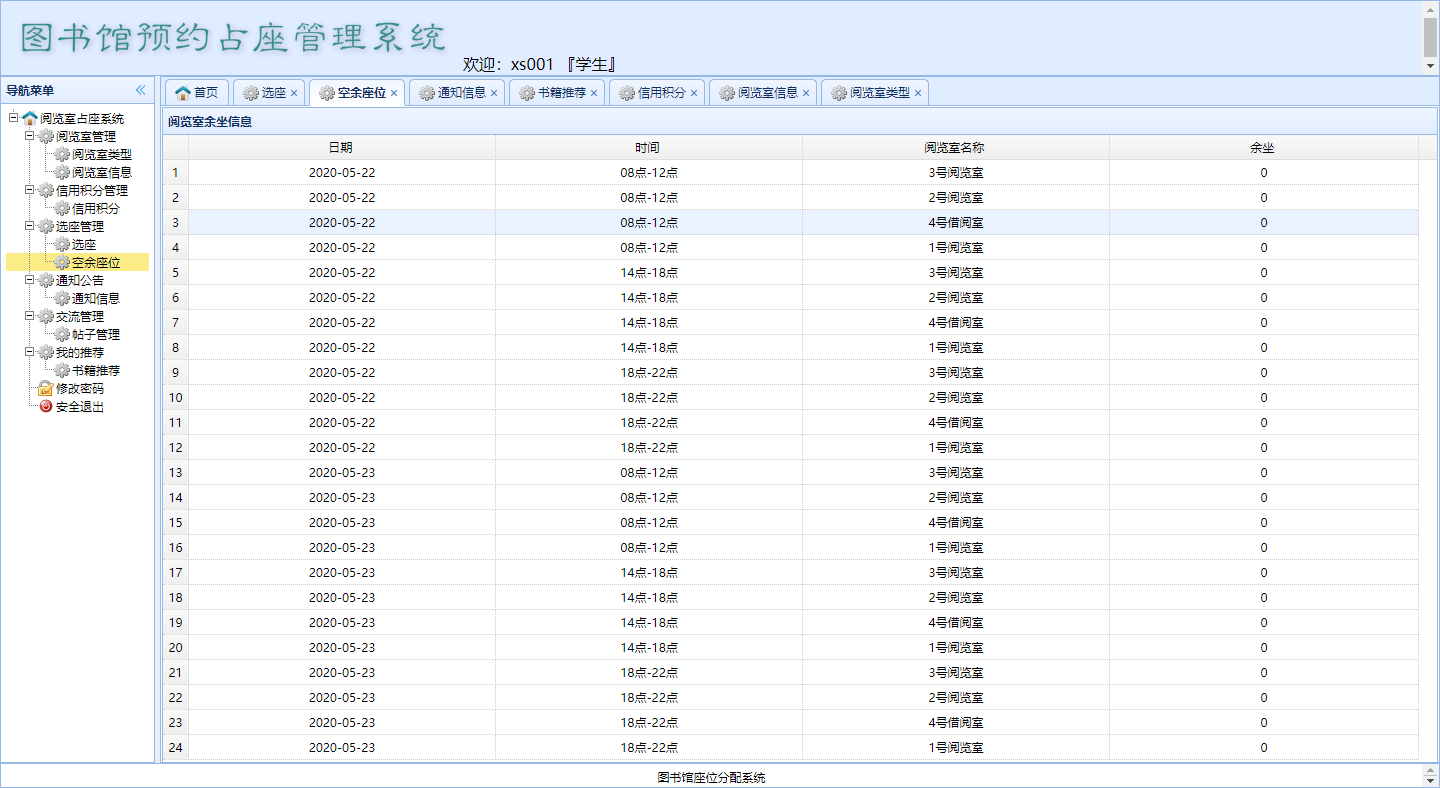 图书馆预约占座管理系统
欢迎：xs001 『学生』
导航菜单
阅览室占座系统
阅览室管理
阅览室类型
阅览室信息
信用积分管理
信用积分
选座管理
选座
空余座位
通知公告
通知信息
交流管理
帖子管理
我的推荐
书籍推荐
修改密码
安全退出
首页 选座 空余座位 通知信息 书籍推荐 信用积分 阅览室信息 阅览室类型
阅览室余坐信息
日期 时间 阅览室名称 余坐
1 2020-05-22 08点-12点 3号阅览室 0
2 2020-05-22 08点-12点 2号阅览室 0
3 2020-05-22 08点-12点 4号借阅室 0
4 2020-05-22 08点-12点 1号阅览室 0
5 2020-05-22 14点-18点 3号阅览室 0
6 2020-05-22 14点-18点 2号阅览室 0
7 2020-05-22 14点-18点 4号借阅室 0
8 2020-05-22 14点-18点 1号阅览室 0
9 2020-05-22 18点-22点 3号阅览室 0
10 2020-05-22 18点-22点 2号阅览室 0
11 2020-05-22 18点-22点 4号借阅室 0
12 2020-05-22 18点-22点 1号阅览室 0
13 2020-05-23 08点-12点 3号阅览室 0
14 2020-05-23 08点-12点 2号阅览室 0
15 2020-05-23 08点-12点 4号借阅室 0
16 2020-05-23 08点-12点 1号阅览室 0
17 2020-05-23 14点-18点 3号阅览室 0
18 2020-05-23 14点-18点 2号阅览室 0
19 2020-05-23 14点-18点 4号借阅室 0
20 2020-05-23 14点-18点 1号阅览室 0
21 2020-05-23 18点-22点 3号阅览室 0
22 2020-05-23 18点-22点 2号阅览室 0
23 2020-05-23 18点-22点 4号借阅室 0
24 2020-05-23 18点-22点 1号阅览室 0
图书馆座位分配系统